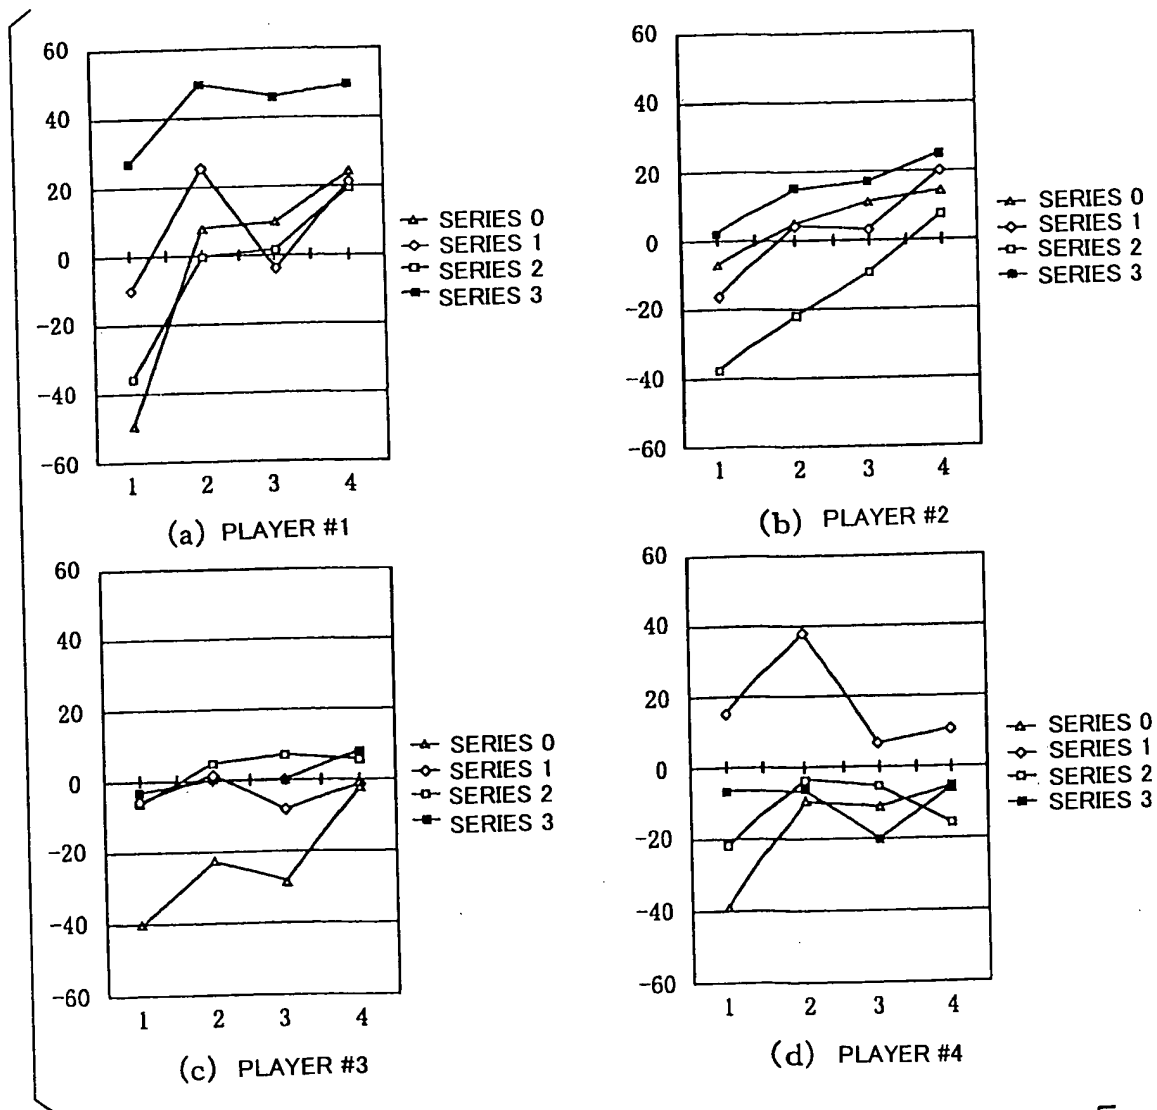 60
40
20
0
-20
-40
-60
1 2 3 4
SERIES 0
SERIES 1
SERIES 2
SERIES 3
(a) PLAYER #1
60
40
20
0
-20
-40
-60
1 2 3 4
SERIES 0
SERIES 1
SERIES 2
SERIES 3
(b) PLAYER #2
60
40
20
0
-20
-40
-60
1 2 3 4
SERIES 0
SERIES 1
SERIES 2
SERIES 3
(c) PLAYER #3
60
40
20
0
-20
-40
-60
1 2 3 4
SERIES 0
SERIES 1
SERIES 2
SERIES 3
(d) PLAYER #4